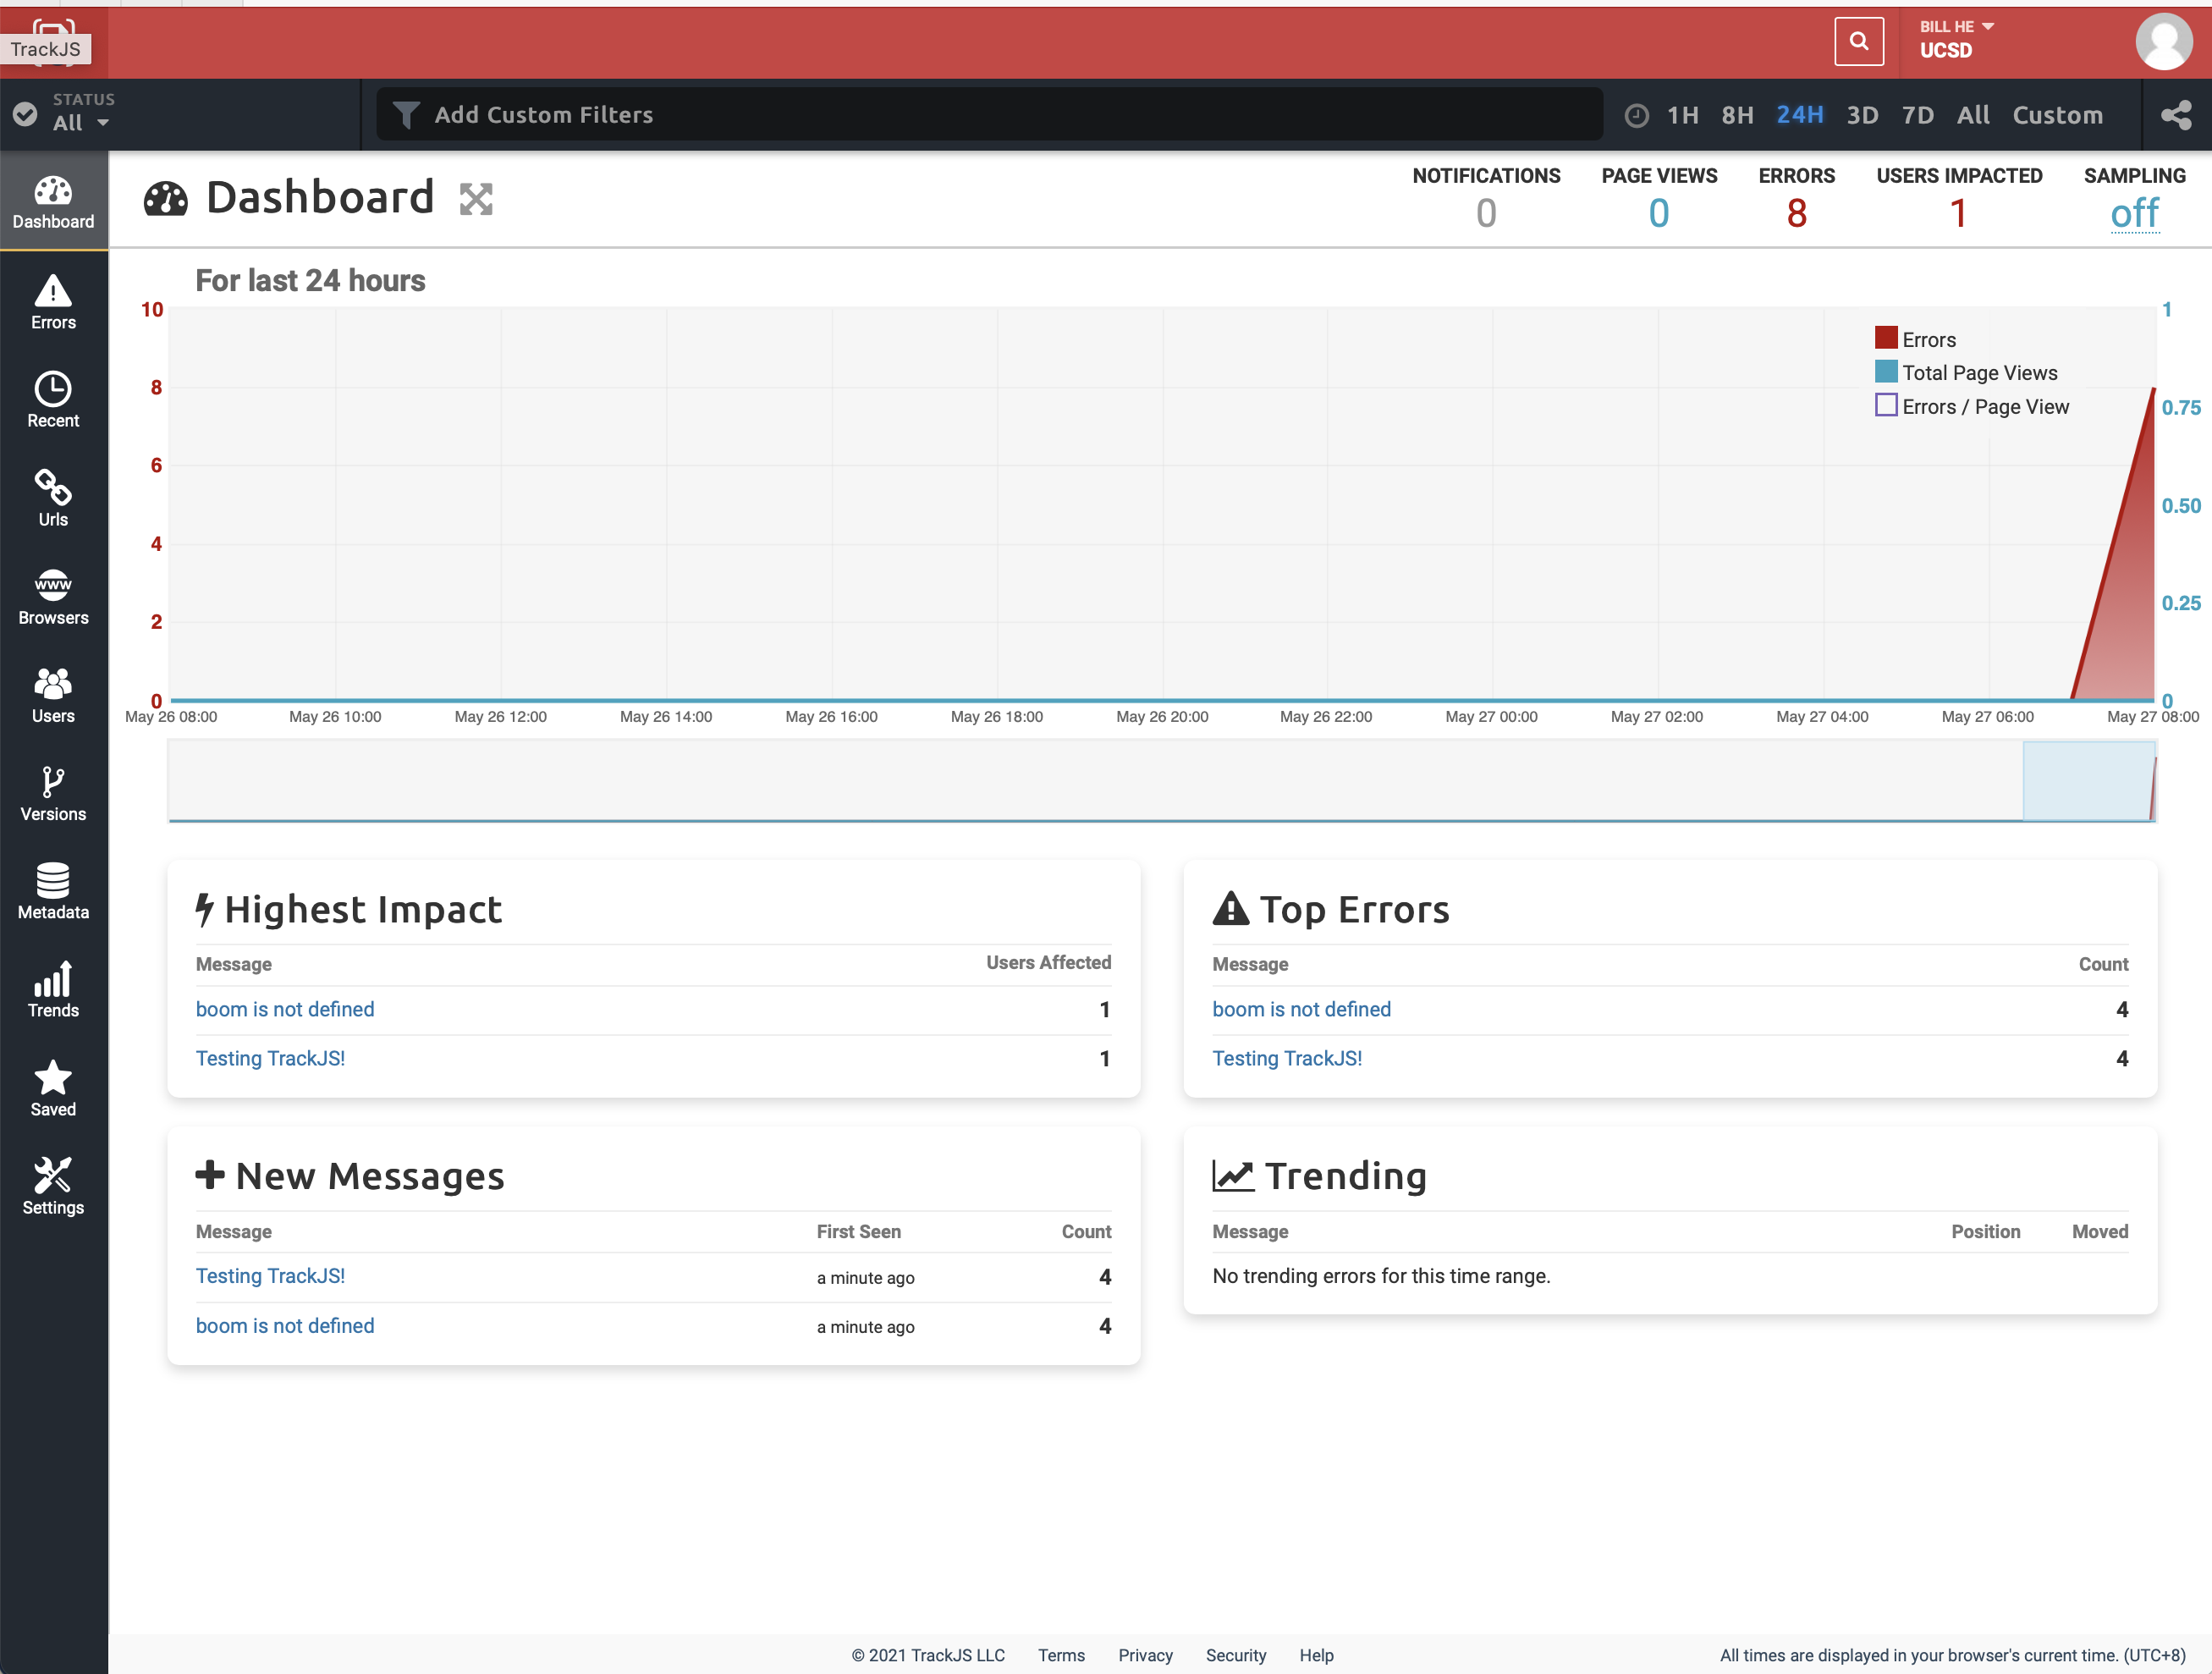 TrackJS
BILL HE
UCSD
STATUS
All
Add Custom Filters
1H 8H 24H 3D 7D All Custom
Dashboard
Errors
Recent
Urls
WWW
Browsers
Users
Versions
Metadata
Trends
Saved
Settings
Dashboard
NOTIFICATIONS PAGE VIEWS ERRORS USERS IMPACTED SAMPLING
0 0 8 1 off
For last 24 hours
10
8
6
4
2
0
1
0.75
0.50
0.25
0
Errors
Total Page Views
Errors / Page View
May 26 08:00 May 26 10:00 May 26 12:00 May 26 14:00 May 26 16:00 May 26 18:00 May 26 20:00 May 26 22:00 May 27 00:00 May 27 02:00 May 27 04:00 May 27 06:00 May 27 08:00
Highest Impact
Message Users Affected
boom is not defined 1
Testing TrackJS! 1
Top Errors
Message Count
boom is not defined 4
Testing TrackJS! 4
New Messages
Message First Seen Count
Testing TrackJS! a minute ago 4
boom is not defined a minute ago 4
Trending
Message Position Moved
No trending errors for this time range.
© 2021 TrackJS LLC Terms Privacy Security Help
All times are displayed in your browser's current time. (UTC+8)